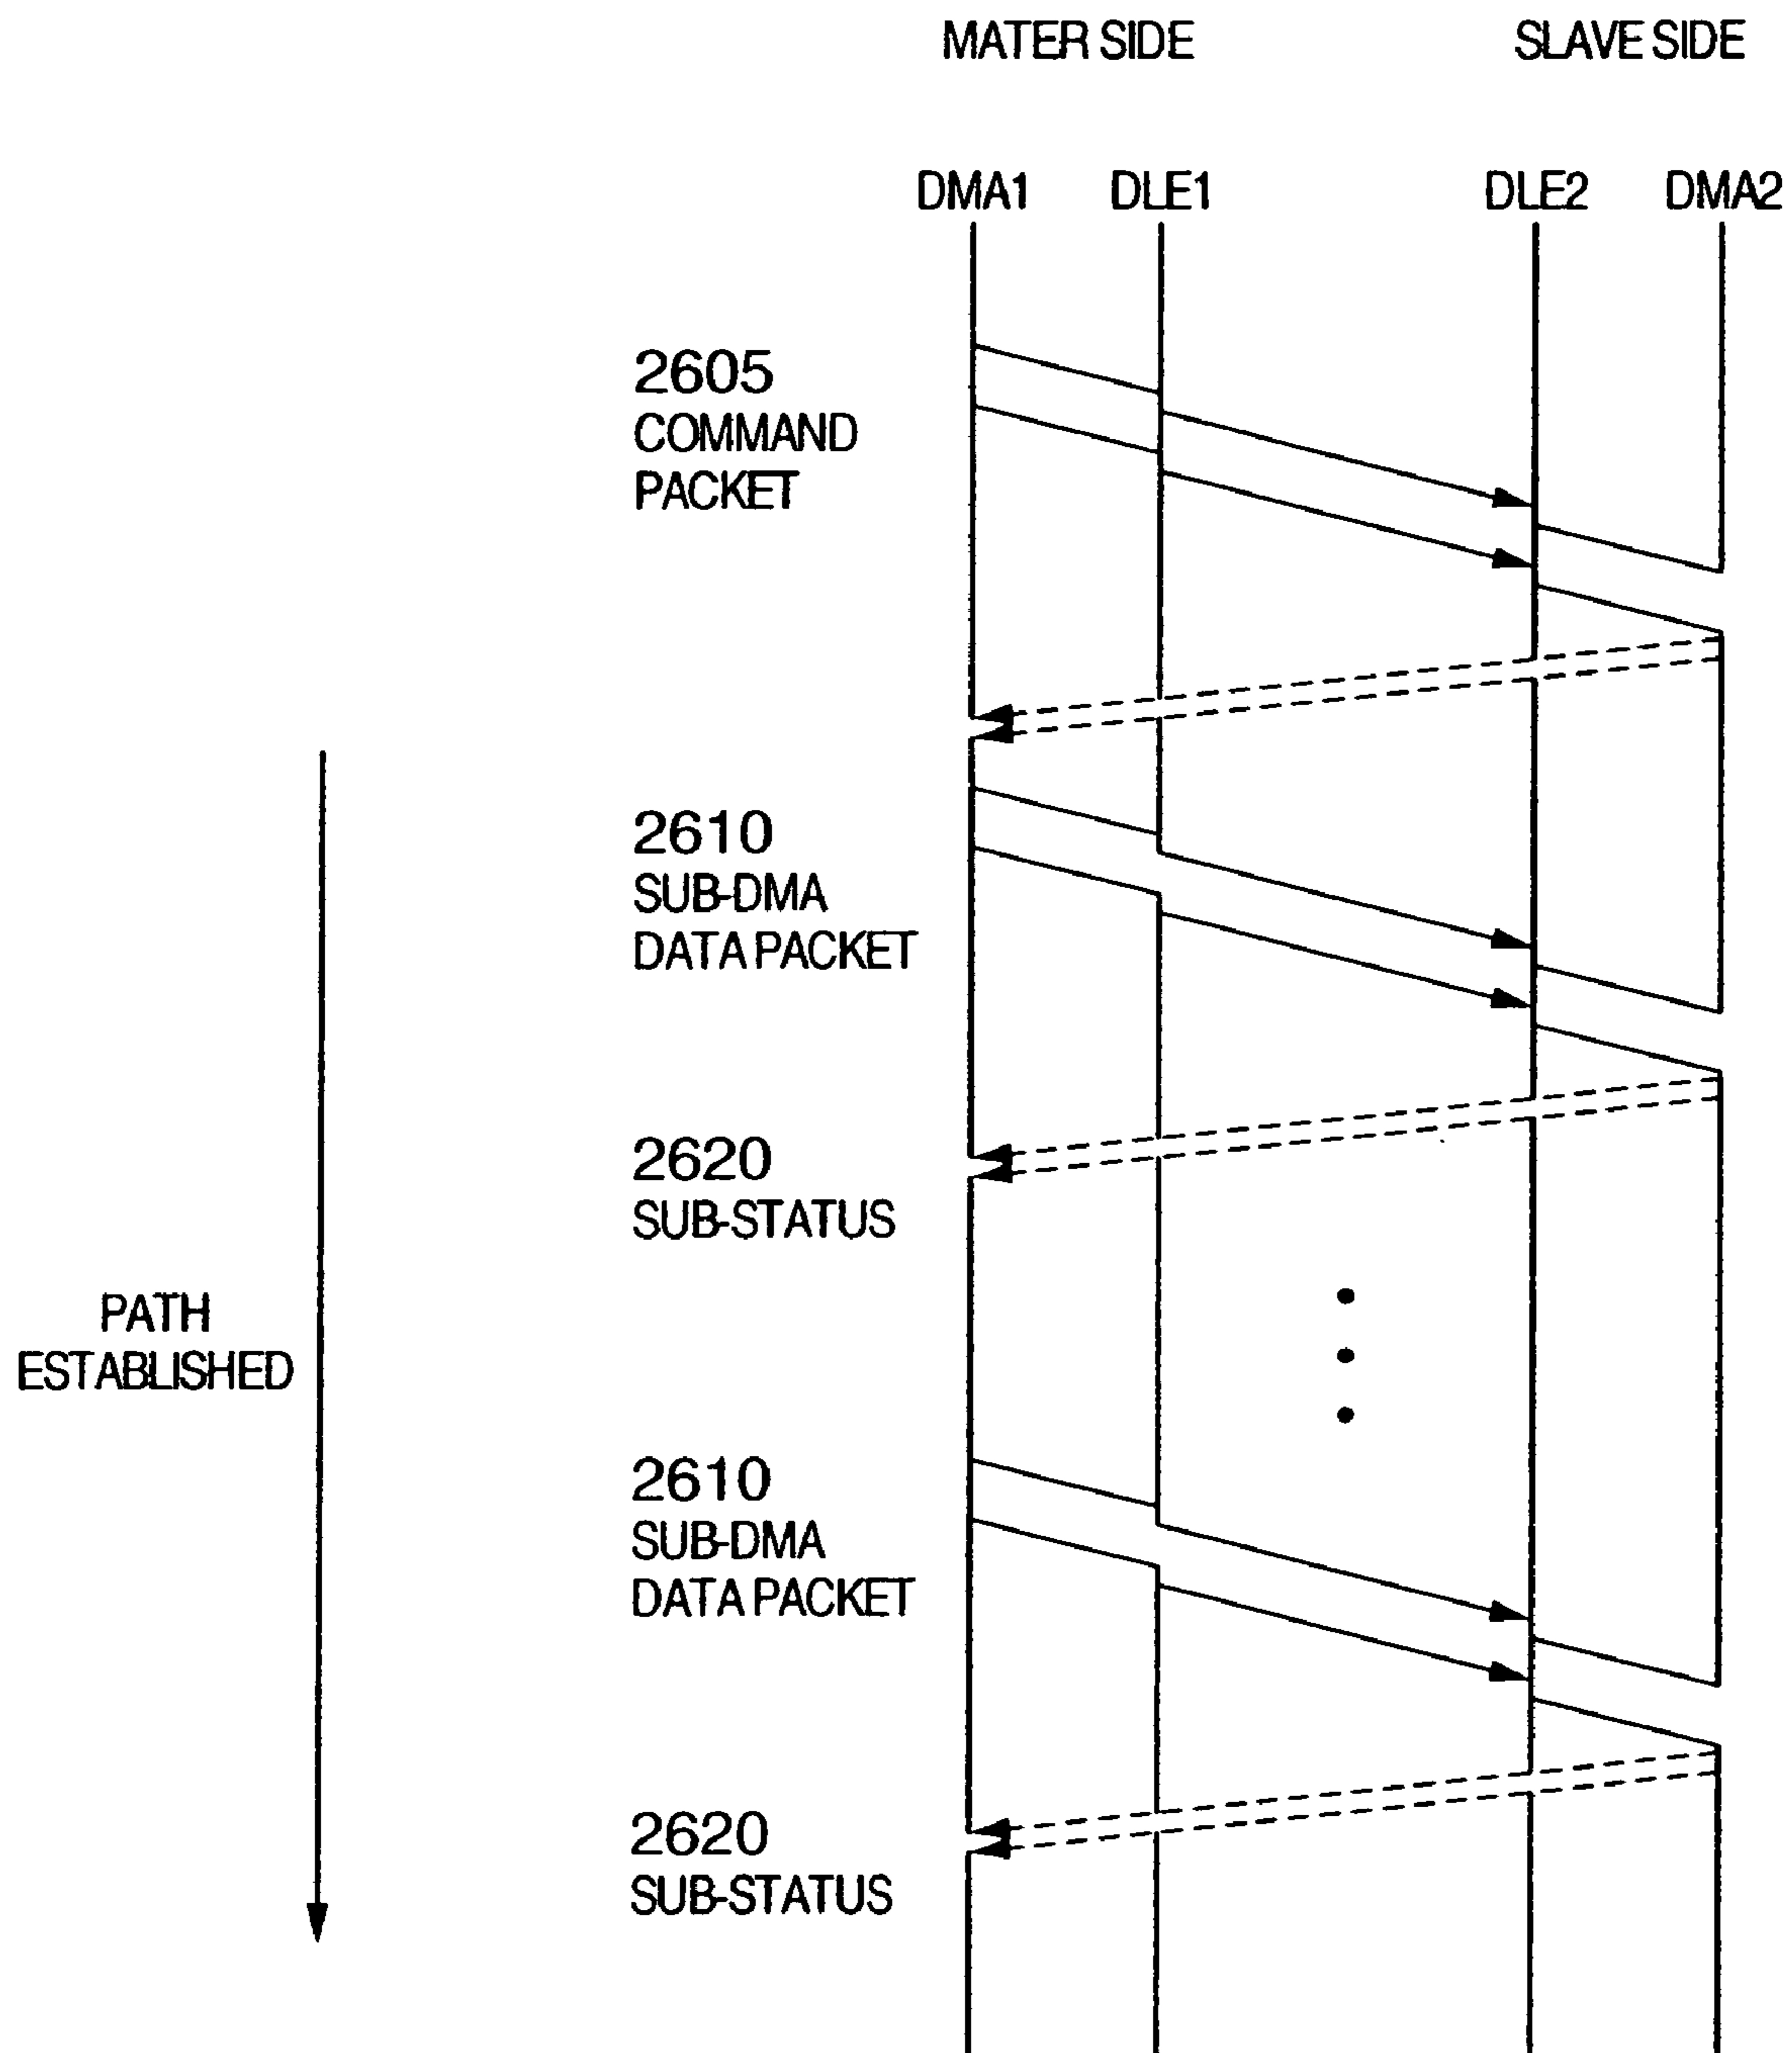 MATER SIDE SLAVE SIDE
DMA1 DLE1 DLE2 DMA2
2605
COMMAND
PACKET
2610
SUB-DMA
DATA PACKET
2620
SUB-STATUS
PATH
ESTABLISHED
2610
SUB-DMA
DATA PACKET
2620
SUB-STATUS